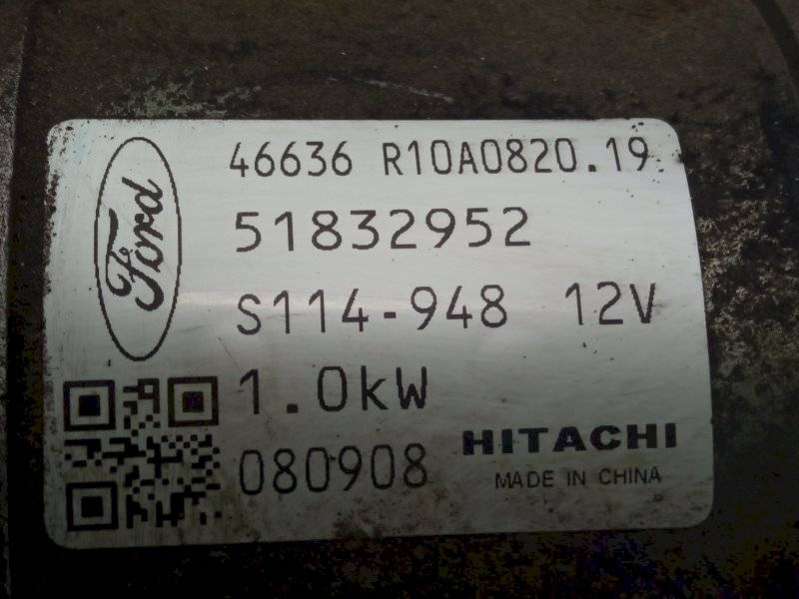 Ford
46636 R10A0820.19
51832952
S114-948 12V
1.0kW
080908
HITACHI
MADE IN CHINA